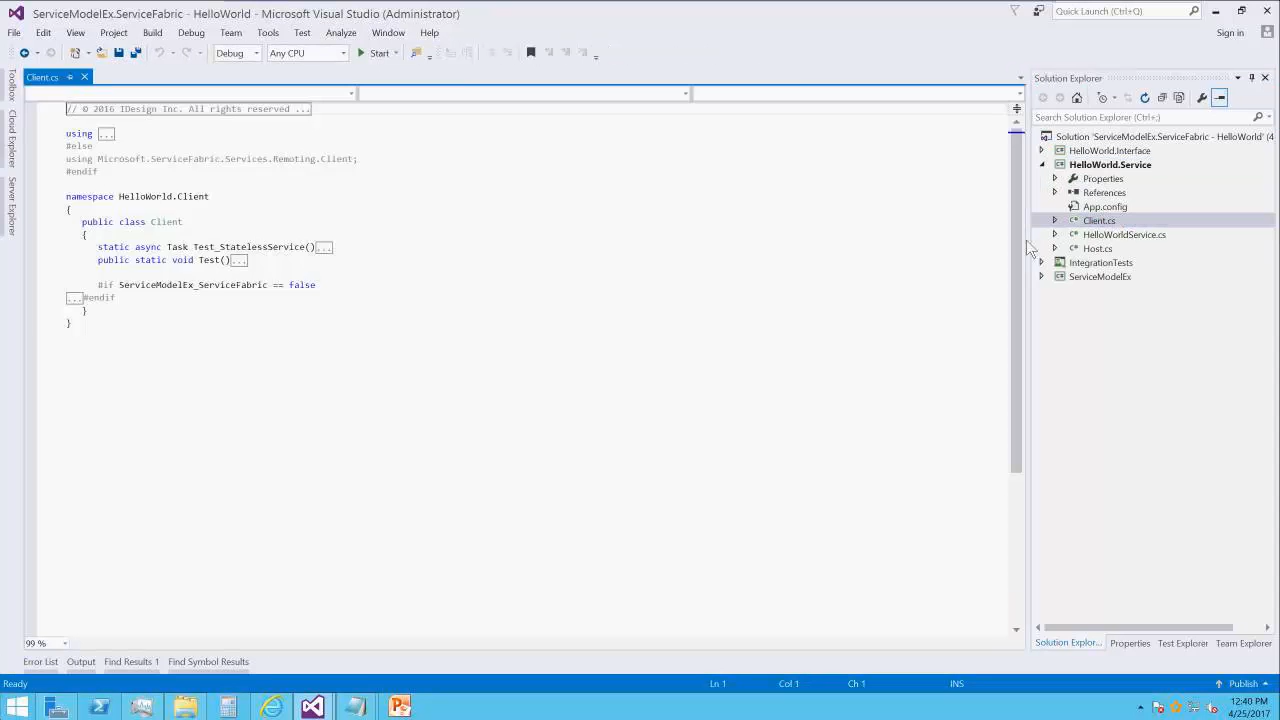 ServiceModelEx.ServiceFabric - HelloWorld - Microsoft Visual Studio (Administrator)
Quick Launch (Ctrl+Q)
File Edit View Project Build Debug Team Tools Test Analyze Window Help
Sign in
Debug Any CPU Start
Client.cs
Toolbox
Cloud Explorer
Server Explorer
// © 2016 IDesign Inc. All rights reserved ...
using ...
#else
using Microsoft.ServiceFabric.Services.Remoting.Client;
#endif
namespace HelloWorld.Client
{
public class Client
{
static async Task Test_StatelessService()...
public static void Test()...
#if ServiceModelEx_ServiceFabric == false
...#endif
}
}
Solution Explorer
Search Solution Explorer (Ctrl+;)
Solution 'ServiceModelEx.ServiceFabric - HelloWorld' (4
HelloWorld.Interface
HelloWorld.Service
Properties
References
App.config
Client.cs
HelloWorldService.cs
Host.cs
IntegrationTests
ServiceModelEx
99 %
Solution Explor... Properties Test Explorer Team Explorer
Error List Output Find Results 1 Find Symbol Results
Ready Ln 1 Col 1 Ch 1 INS Publish
12:40 PM
4/25/2017